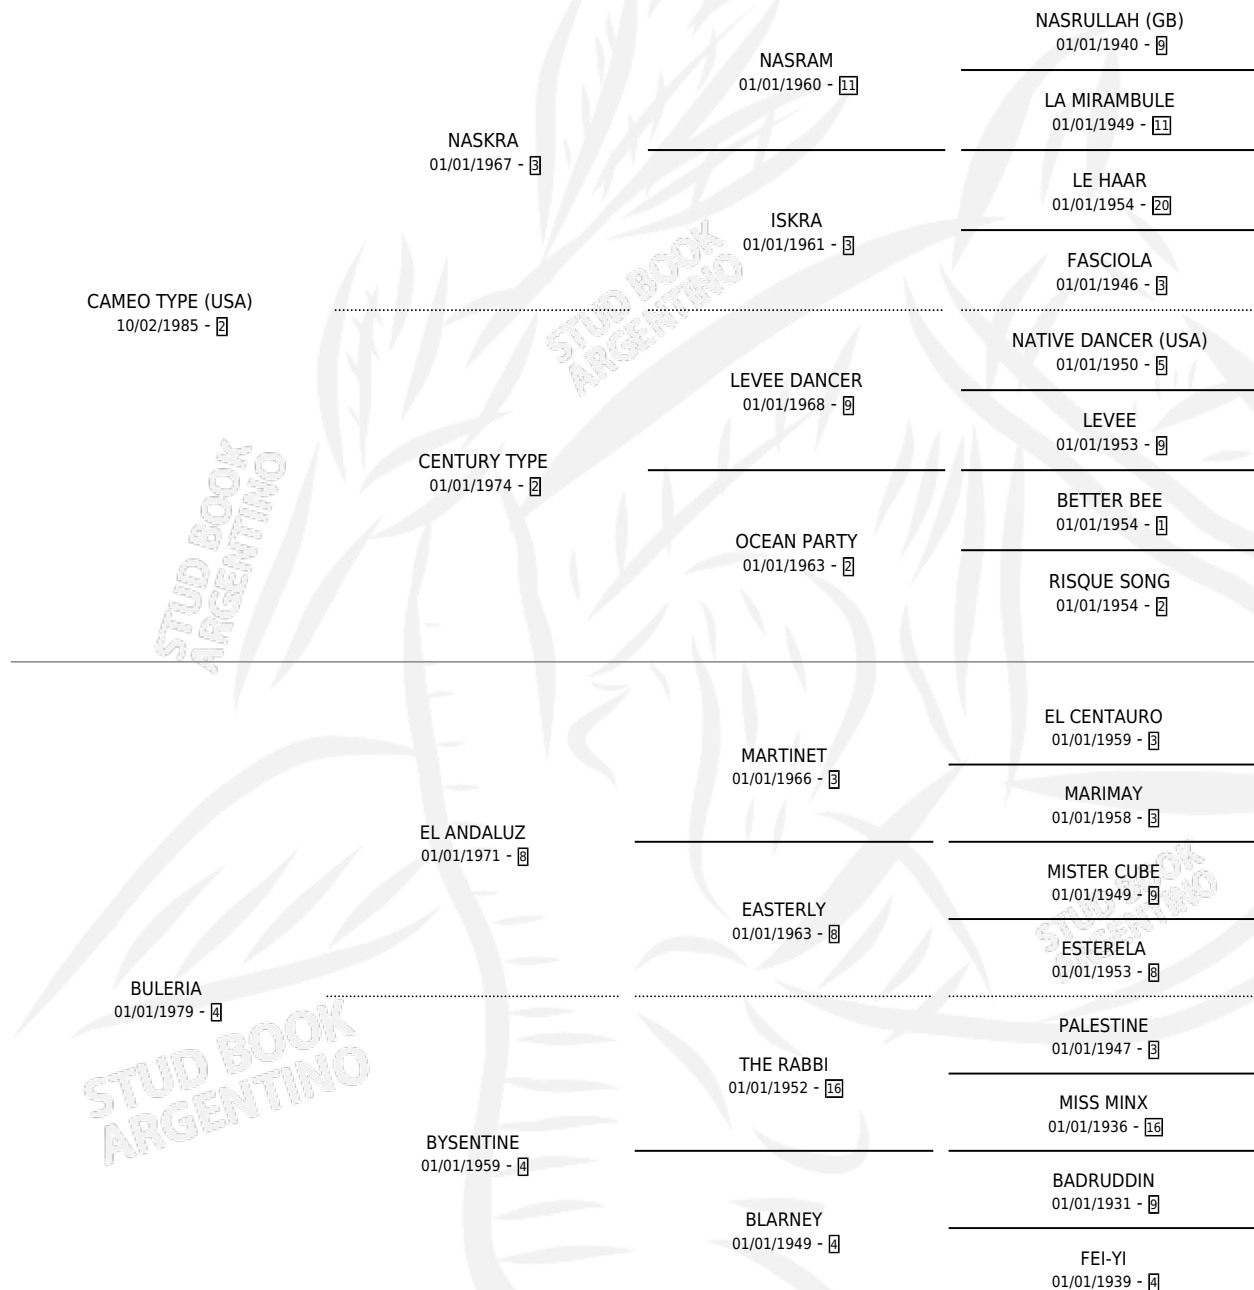 NASRULLAH (GB)
01/01/1940 - 9
NASRAM
01/01/1960 - 11
LA MIRAMBULE
01/01/1949 - 11
NASKRA
01/01/1967 - 3
LE HAAR
01/01/1954 - 20
ISKRA
01/01/1961 - 3
FASCIOLA
01/01/1946 - 3
CAMEO TYPE (USA)
10/02/1985 - 2
NATIVE DANCER (USA)
01/01/1950 - 5
LEVEE DANCER
01/01/1968 - 9
LEVEE
01/01/1953 - 9
CENTURY TYPE
01/01/1974 - 2
BETTER BEE
01/01/1954 - 1
OCEAN PARTY
01/01/1963 - 2
RISQUE SONG
01/01/1954 - 2
EL CENTAURO
01/01/1959 - 3
MARTINET
01/01/1966 - 3
MARIMAY
01/01/1958 - 3
EL ANDALUZ
01/01/1971 - 8
MISTER CUBE
01/01/1949 - 9
EASTERLY
01/01/1963 - 8
ESTERELA
01/01/1953 - 8
BULERIA
01/01/1979 - 4
PALESTINE
01/01/1947 - 3
THE RABBI
01/01/1952 - 16
MISS MINX
01/01/1936 - 16
BYSENTINE
01/01/1959 - 4
BADRUDDIN
01/01/1931 - 9
BLARNEY
01/01/1949 - 4
FEI-YI
01/01/1939 - 4
STUD BOOK
ARGENTINO
STUD BOOK
ARGENTINO
STUD BOOK
ARGENTINO
STUD BOOK
ARGENTINO